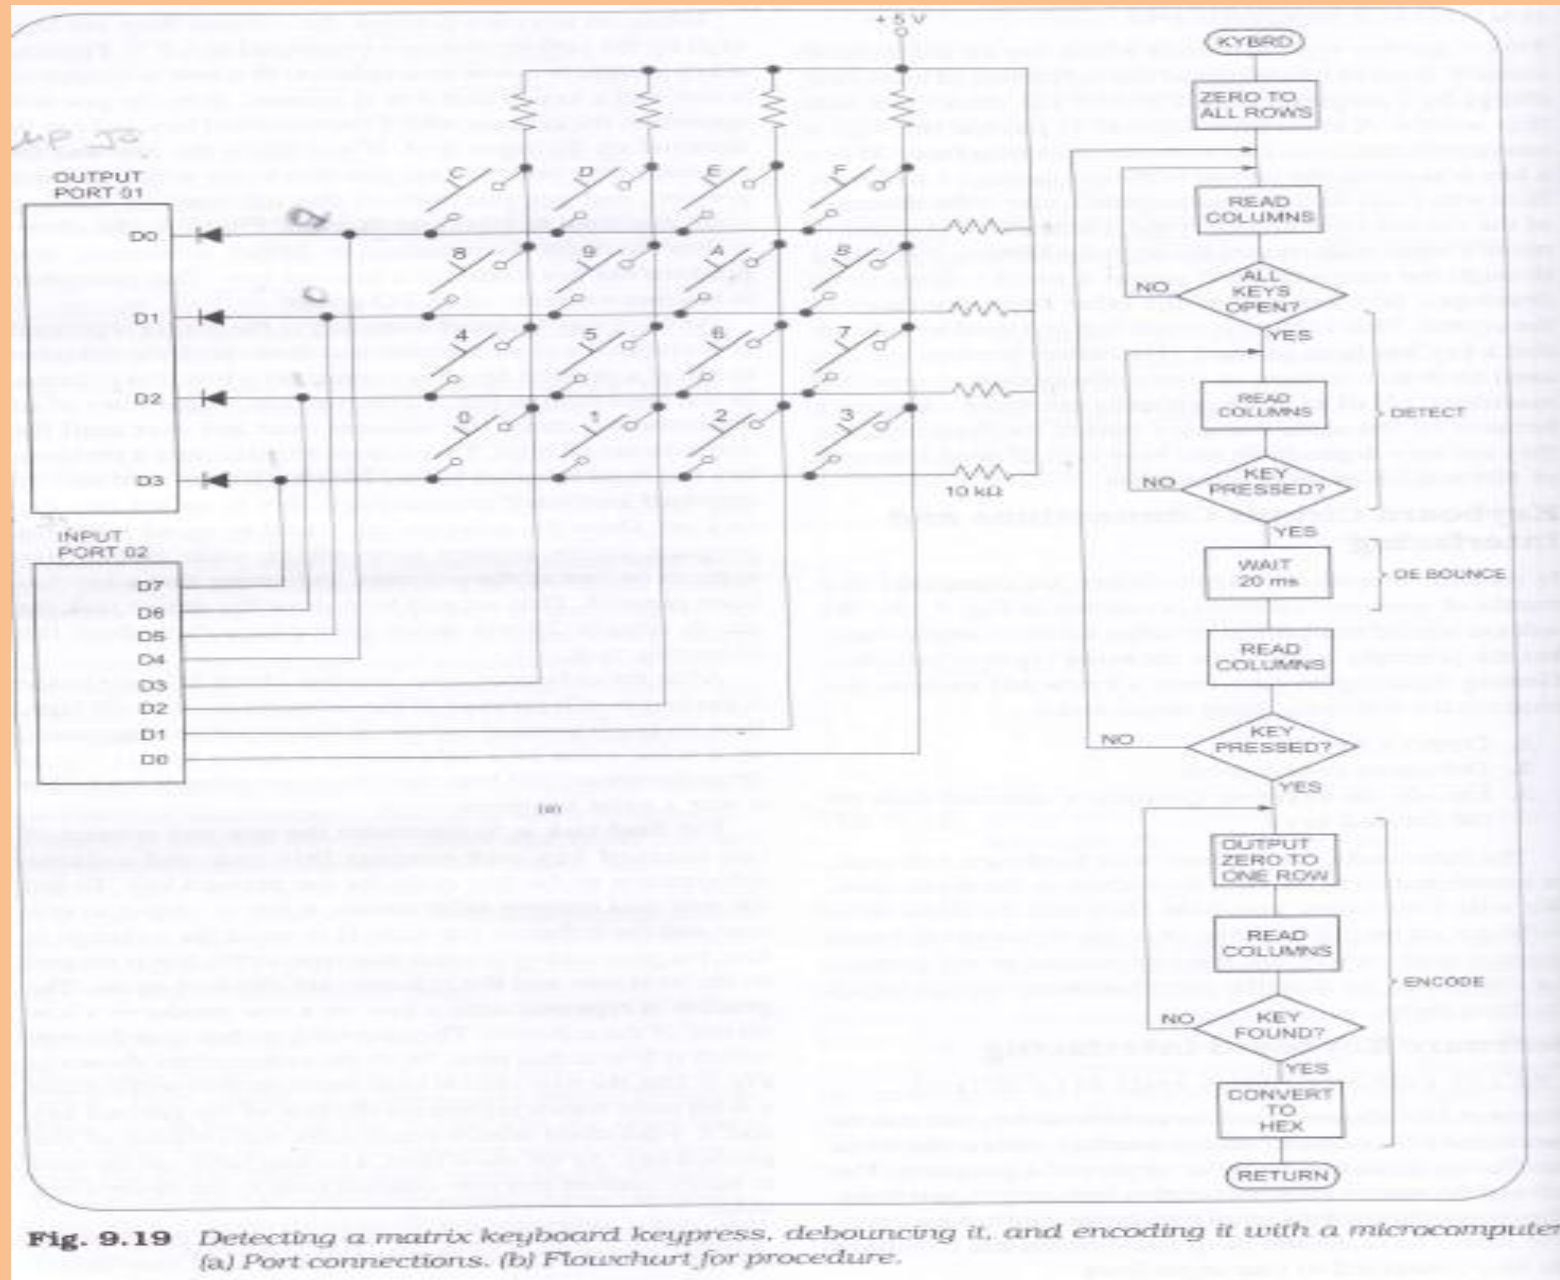 +5 V
OUTPUT
PORT 01
D0
D1
D2
D3
C D E F
8 9 A B
4 5 6 7
0 1 2 3
10 kΩ
INPUT
PORT 02
D7
D6
D5
D4
D3
D2
D1
D0
(a)
KYBRD
ZERO TO
ALL ROWS
READ
COLUMNS
ALL
KEYS
OPEN?
NO
YES
READ
COLUMNS
DETECT
KEY
PRESSED?
NO
YES
WAIT
20 ms
DE BOUNCE
READ
COLUMNS
KEY
PRESSED?
NO
YES
OUTPUT
ZERO TO
ONE ROW
READ
COLUMNS
ENCODE
KEY
FOUND?
NO
YES
CONVERT
TO
HEX
RETURN
Fig. 9.19 Detecting a matrix keyboard keypress, debouncing it, and encoding it with a microcomputer
(a) Port connections. (b) Flowchart for procedure.